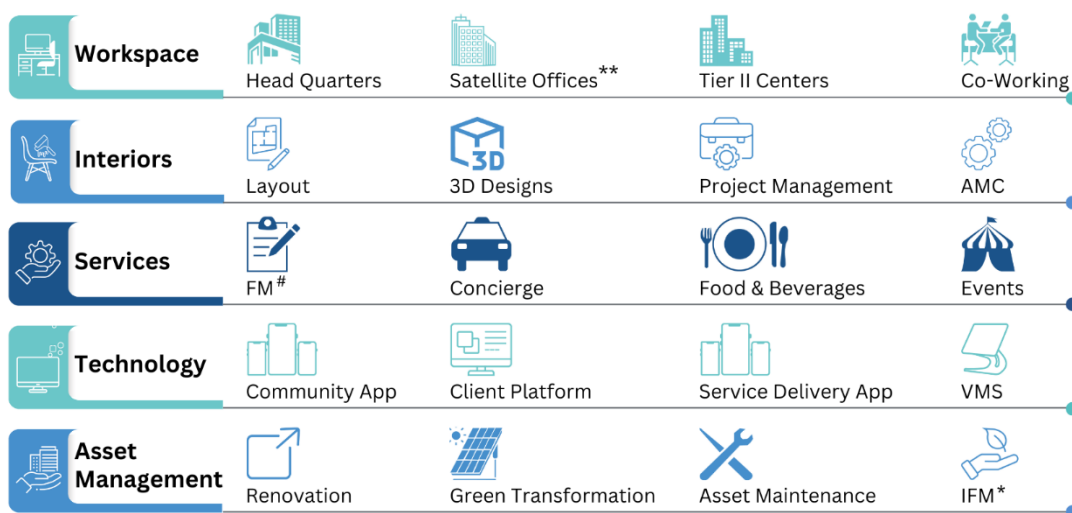 Workspace
Head Quarters
Satellite Offices**
Tier II Centers
Co-Working
Interiors
Layout
3D
3D Designs
Project Management
AMC
Services
FM#
Concierge
Food & Beverages
Events
Technology
Community App
Client Platform
Service Delivery App
VMS
Asset
Management
Renovation
Green Transformation
Asset Maintenance
IFM*